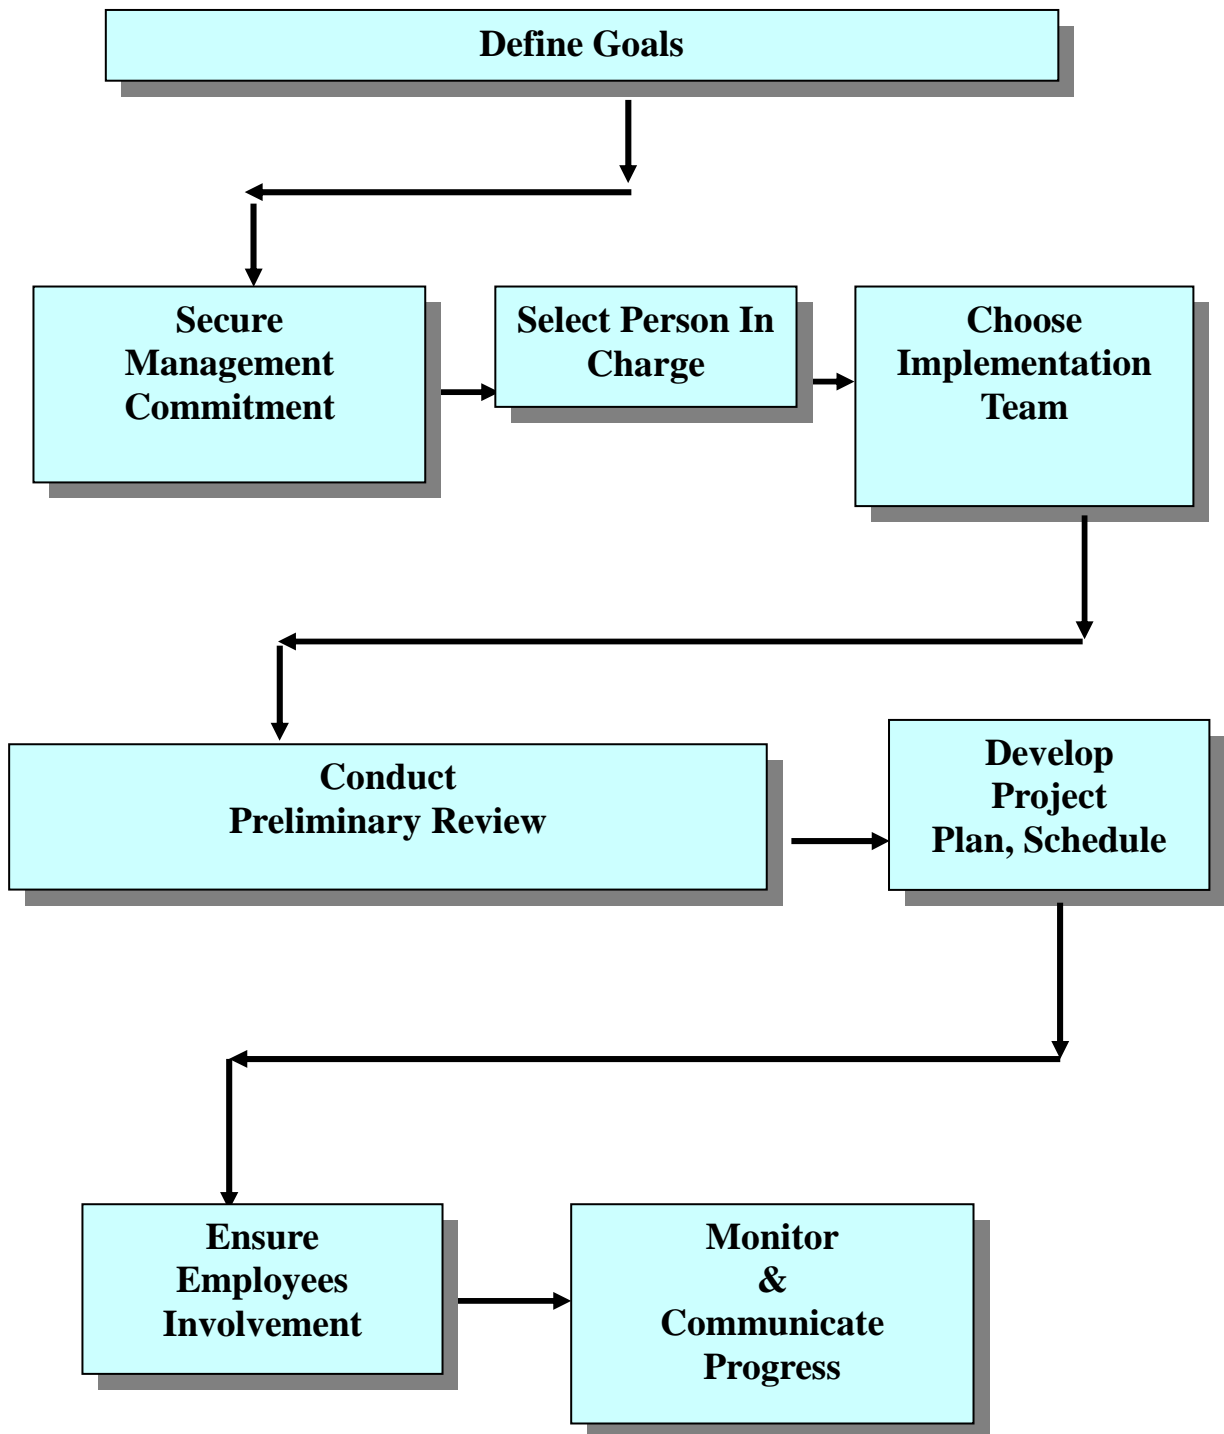 Define Goals
Secure
Management
Commitment
Select Person In
Charge
Choose
Implementation
Team
Conduct
Preliminary Review
Develop
Project
Plan, Schedule
Ensure
Employees
Involvement
Monitor
&
Communicate
Progress